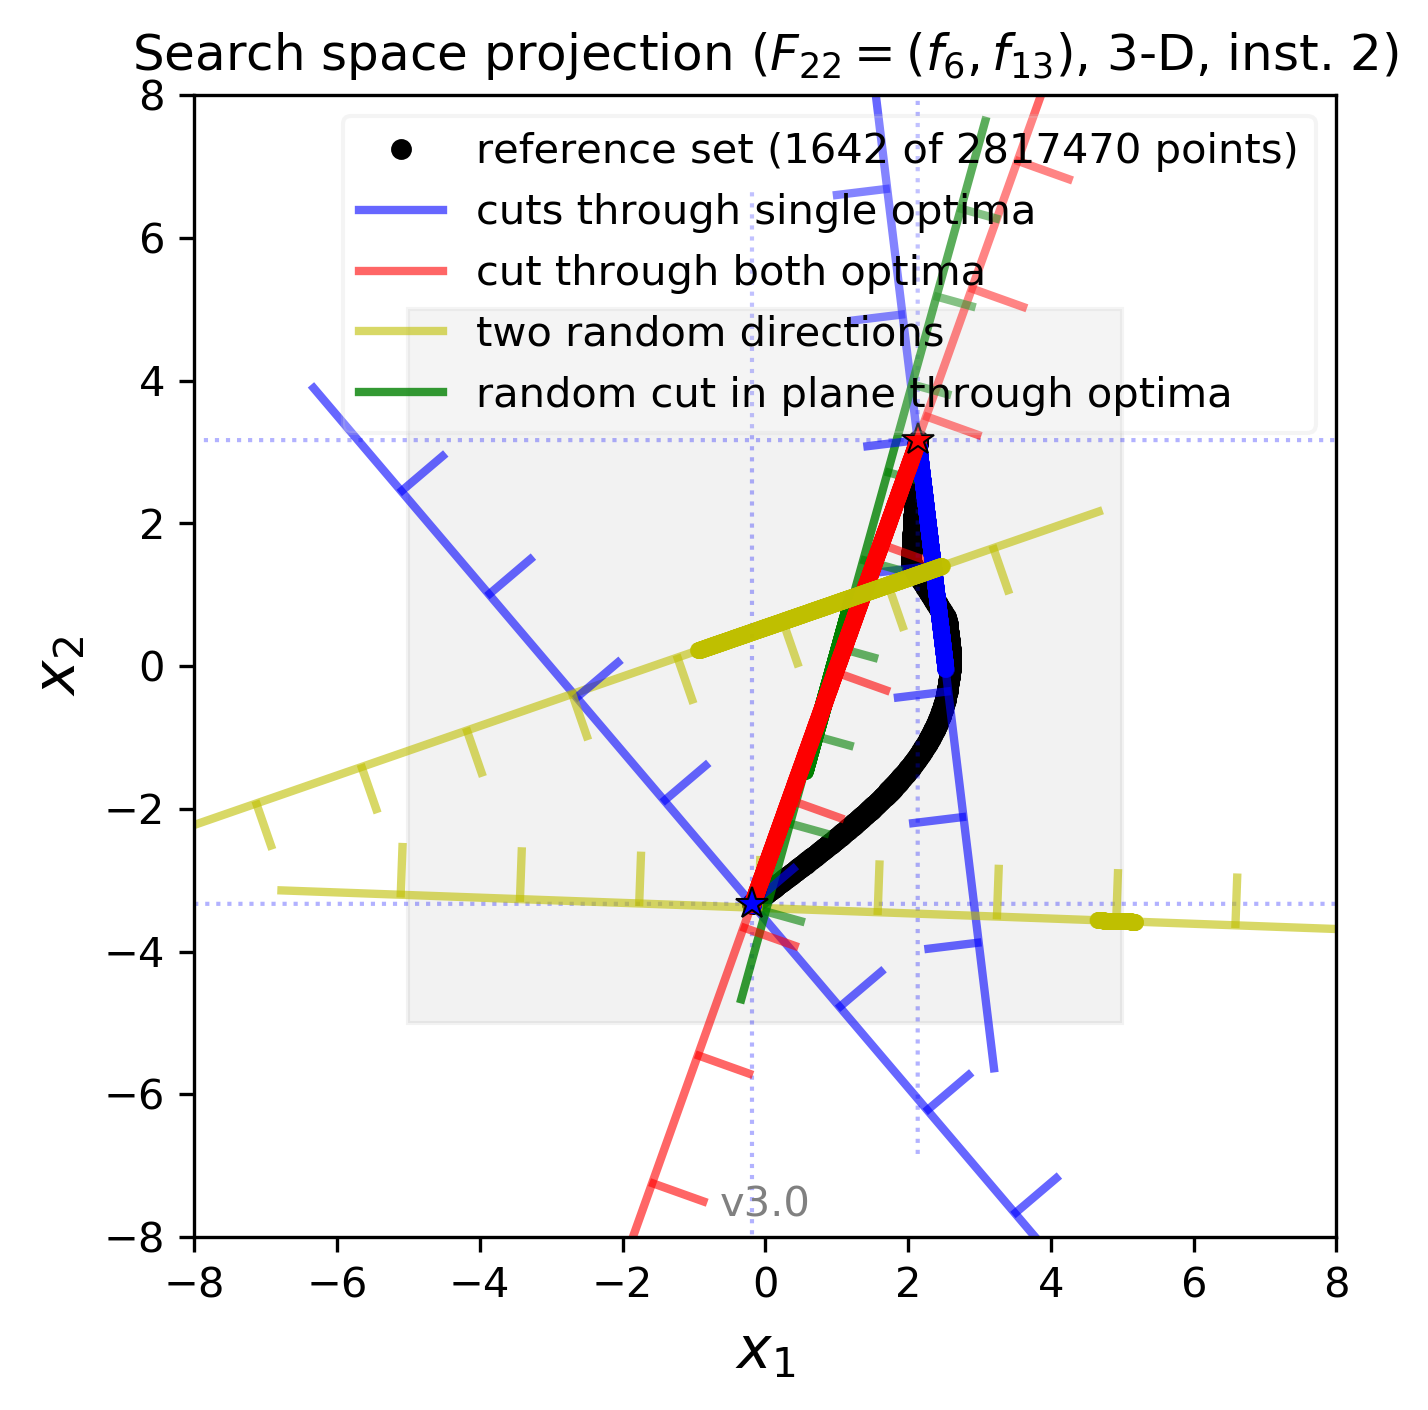 Search space projection (F22 = (f6, f13), 3-D, inst. 2)
8
6
4
2
0
−2
−4
−6
−8
x2
reference set (1642 of 2817470 points)
cuts through single optima
cut through both optima
two random directions
random cut in plane through optima
v3.0
−8 −6 −4 −2 0 2 4 6 8
x1